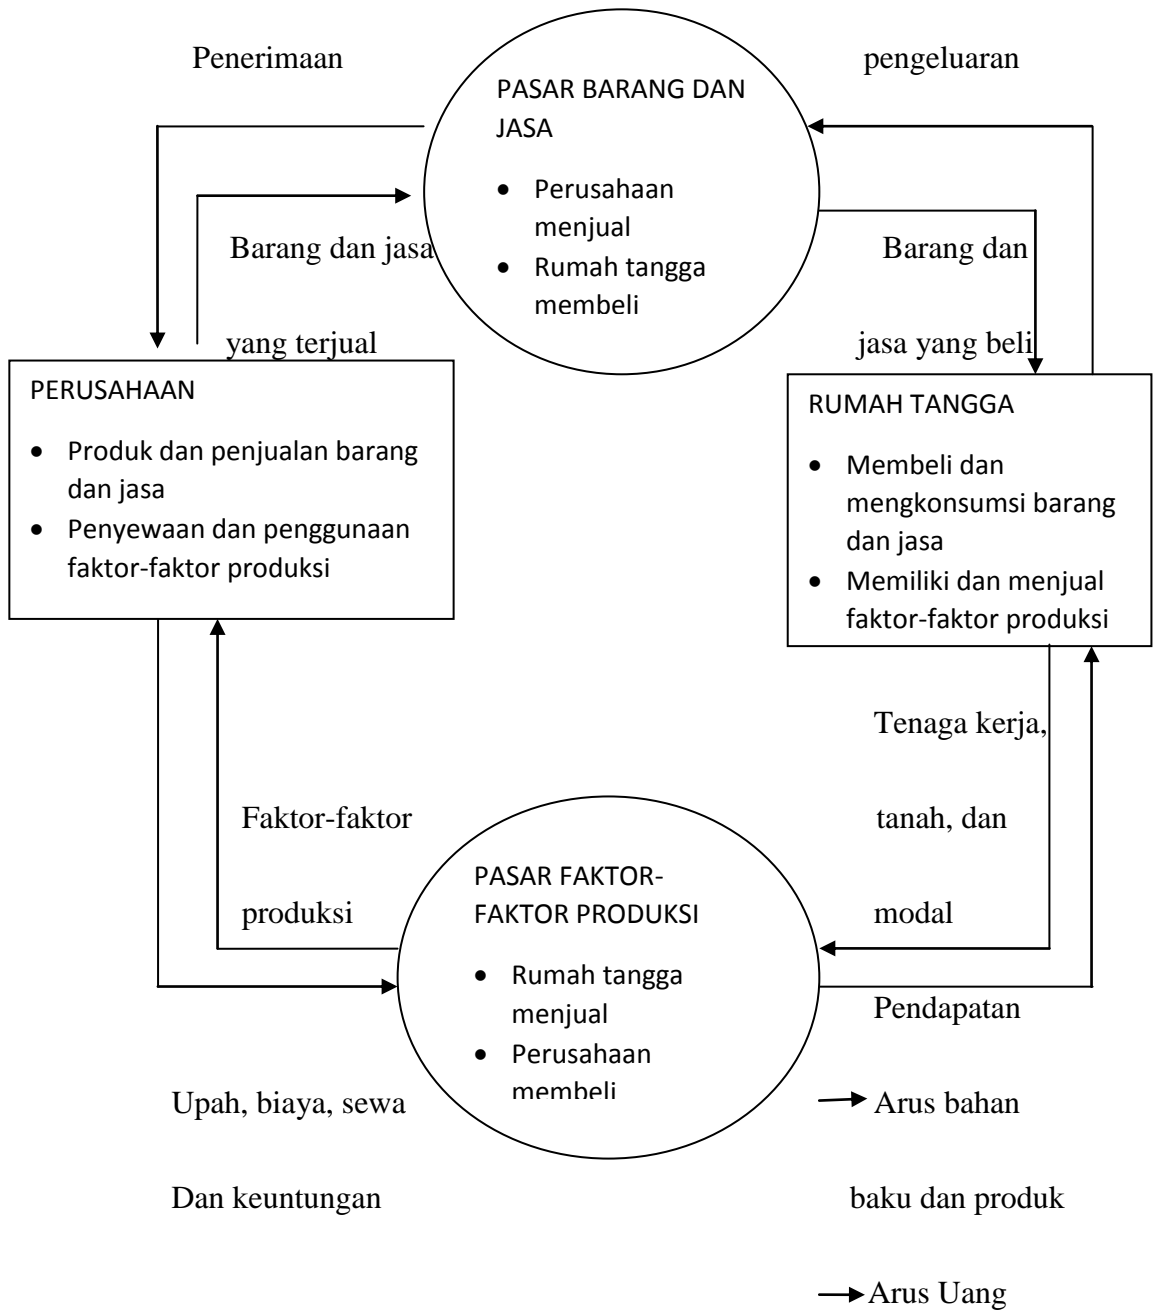 Penerimaan
pengeluaran
PASAR BARANG DAN
JASA
• Perusahaan
menjual
• Rumah tangga
membeli
Barang dan jasa
yang terjual
Barang dan
jasa yang beli
PERUSAHAAN
• Produk dan penjualan barang
dan jasa
• Penyewaan dan penggunaan
faktor-faktor produksi
RUMAH TANGGA
• Membeli dan
mengkonsumsi barang
dan jasa
• Memiliki dan menjual
faktor-faktor produksi
Faktor-faktor
produksi
Tenaga kerja,
tanah, dan
modal
PASAR FAKTOR-
FAKTOR PRODUKSI
• Rumah tangga
menjual
• Perusahaan
membeli
Pendapatan
Upah, biaya, sewa
Dan keuntungan
Arus bahan
baku dan produk
Arus Uang